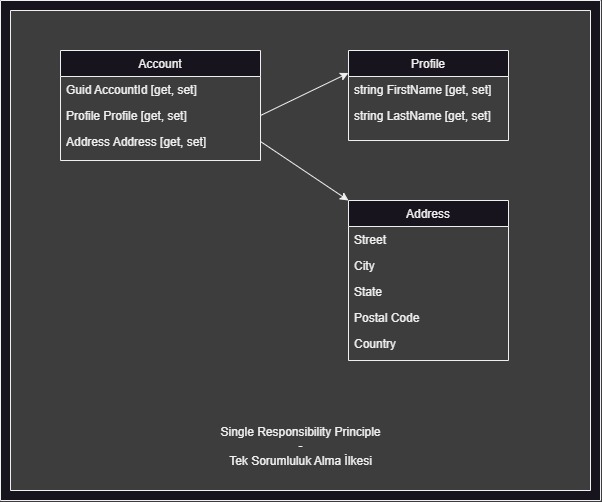 Account
Guid AccountId [get, set]
Profile Profile [get, set]
Address Address [get, set]
Profile
string FirstName [get, set]
string LastName [get, set]
Address
Street
City
State
Postal Code
Country
Single Responsibility Principle
-
Tek Sorumluluk Alma İlkesi